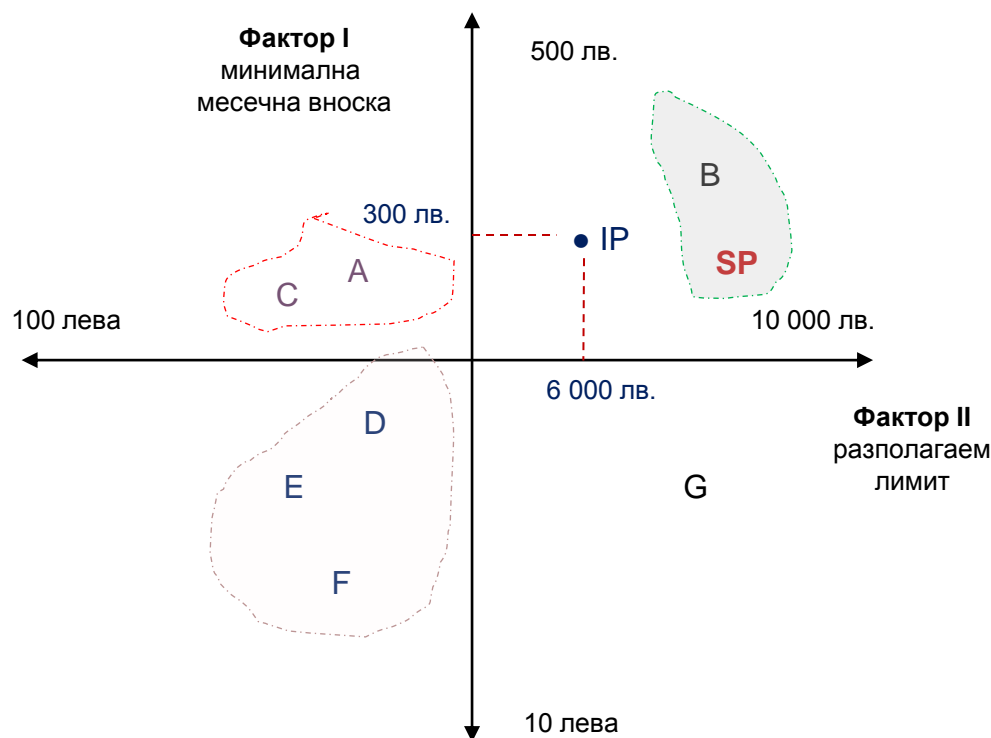 Фактор I
минимална
месечна вноска
500 лв.
B
300 лв.
IP
SP
A
C
100 лева
10 000 лв.
6 000 лв.
Фактор II
разполагаем
лимит
D
E
G
F
10 лева